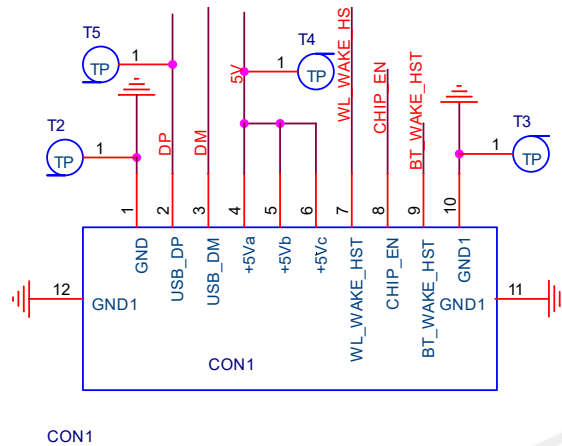 T5
TP
1
T4
TP
1
5V
WL_WAKE_HS
CHIP_EN
BT_WAKE_HST
T2
TP
1
DP
DM
T3
TP
1
1
2
3
4
5
6
7
8
9
10
GND
USB_DP
USB_DM
+5Va
+5Vb
+5Vc
WL_WAKE_HST
CHIP_EN
BT_WAKE_HST
GND1
12
GND1
GND1
11
CON1
CON1